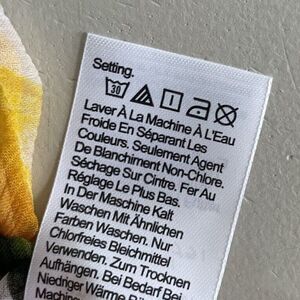 Setting.
30
Laver À La Machine À L'Eau
Froide En Séparant Les
Couleurs. Seulement Agent
De Blanchiment Non-Chlore.
Séchage Sur Cintre. Fer Au
Réglage Le Plus Bas.
In Der Maschine Kalt
Waschen Mit Ähnlichen
Farben Waschen. Nur
Chlorfreies Bleichmittel
Verwenden. Zum Trocknen
Aufhängen. Bei Bedarf Bei
Niedriger Wärme